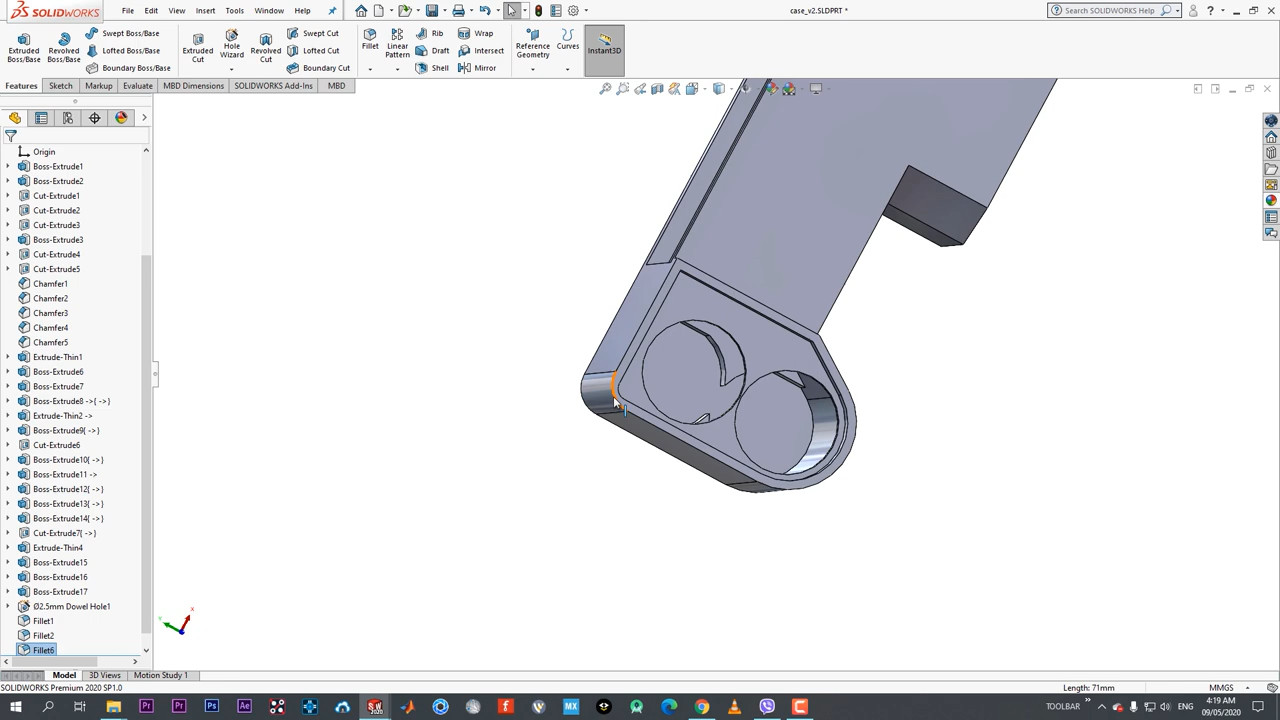 SOLIDWORKS
File
Edit
View
Insert
Tools
Window
Help
case_v2.SLDPRT *
Search SOLIDWORKS Help
Extruded Boss/Base
Revolved Boss/Base
Swept Boss/Base
Lofted Boss/Base
Boundary Boss/Base
Extruded Cut
Hole Wizard
Revolved Cut
Swept Cut
Lofted Cut
Boundary Cut
Fillet
Linear Pattern
Rib
Draft
Shell
Wrap
Intersect
Mirror
Reference Geometry
Curves
Instant3D
Features
Sketch
Markup
Evaluate
MBD Dimensions
SOLIDWORKS Add-Ins
MBD
Origin
Boss-Extrude1
Boss-Extrude2
Cut-Extrude1
Cut-Extrude2
Cut-Extrude3
Boss-Extrude3
Cut-Extrude4
Cut-Extrude5
Chamfer1
Chamfer2
Chamfer3
Chamfer4
Chamfer5
Extrude-Thin1
Boss-Extrude6
Boss-Extrude7
Boss-Extrude8 ->{ ->}
Extrude-Thin2 ->
Boss-Extrude9{ ->}
Cut-Extrude6
Boss-Extrude10{ ->}
Boss-Extrude11 ->
Boss-Extrude12{ ->}
Boss-Extrude13{ ->}
Boss-Extrude14{ ->}
Cut-Extrude7{ ->}
Extrude-Thin4
Boss-Extrude15
Boss-Extrude16
Boss-Extrude17
Ø2.5mm Dowel Hole1
Fillet1
Fillet2
Fillet6
Model
3D Views
Motion Study 1
SOLIDWORKS Premium 2020 SP1.0
Length: 71mm
MMGS
TOOLBAR
ENG
4:19 AM
09/05/2020